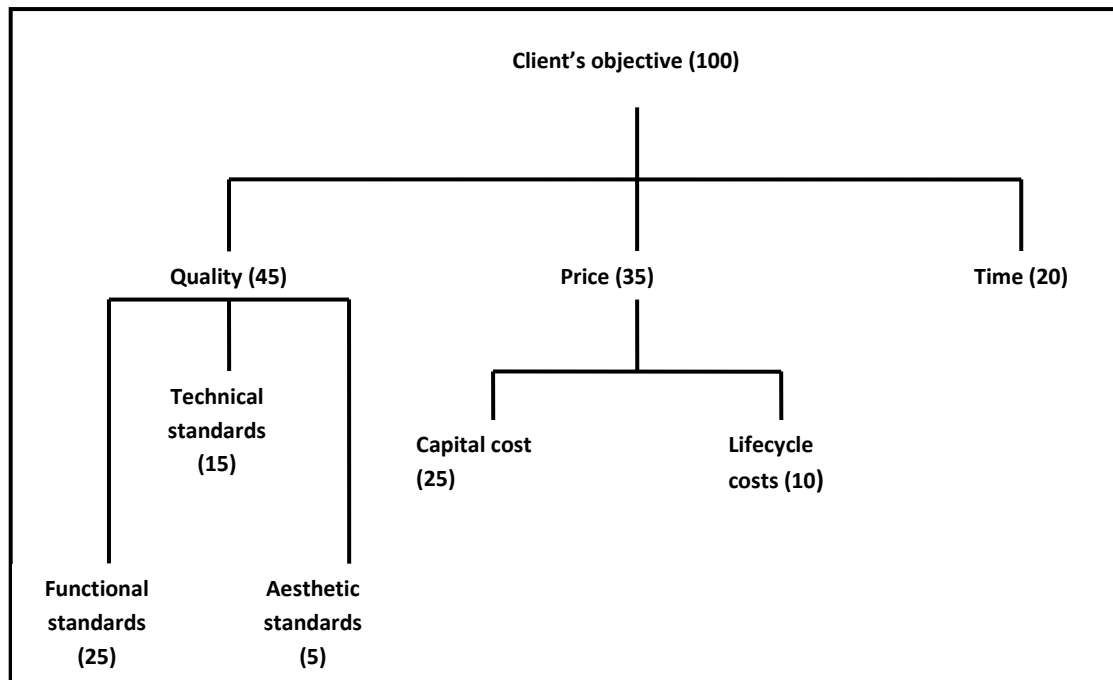 Client’s objective (100)
Quality (45)
Price (35)
Time (20)
Technical
standards
(15)
Capital cost
(25)
Lifecycle
costs (10)
Functional
standards
(25)
Aesthetic
standards
(5)